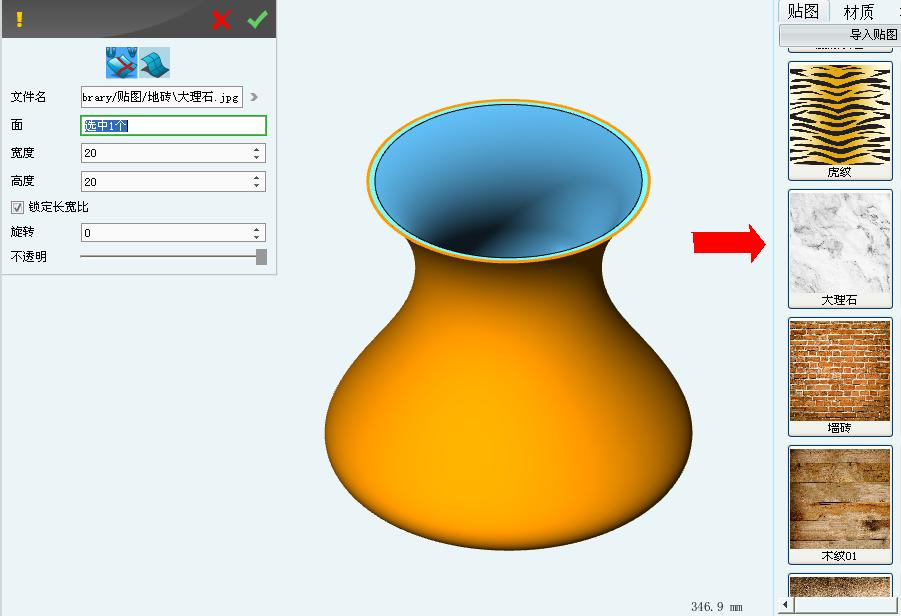 !
文件名
brary/贴图/地砖\大理石.jpg
面
选中1个
宽度
20
高度
20
锁定长宽比
旋转
0
不透明
贴图
材质
导入贴图
虎纹
大理石
墙砖
木纹01
346.9 mm